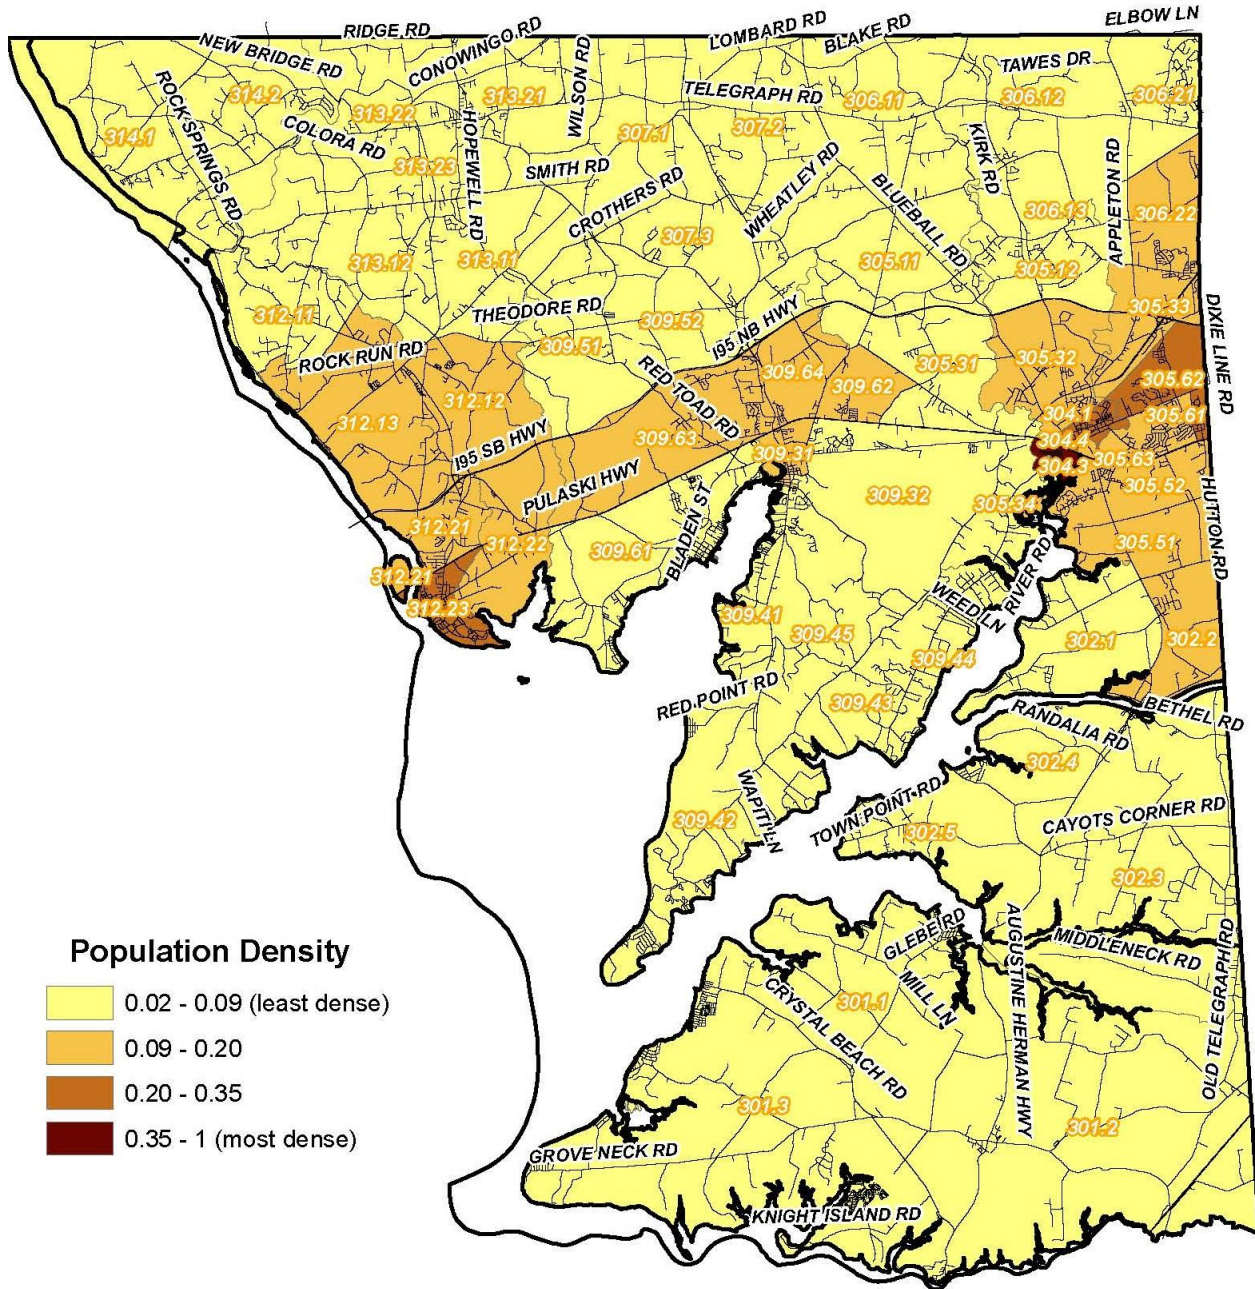 ELBOW LN
RIDGE RD
LOMBARD RD
BLAKE RD
CONOWINGO RD
NEW BRIDGE RD
WILSON RD
TAWES DR
ROCK SPRINGS RD
314.2
313.21
TELEGRAPH RD
306.11
306.12
306.21
313.22
COLORA RD
HOPEWELL RD
314.1
307.1
307.2
KIRK RD
APPLETON RD
313.23
SMITH RD
CROTHERS RD
WHEATLEY RD
BLUEBALL RD
306.13
306.22
307.3
313.12
313.11
305.11
305.12
312.11
THEODORE RD
309.52
I95 NB HWY
305.33
DIXIE LINE RD
ROCK RUN RD
309.51
RED TOAD RD
309.64
305.31
305.32
309.62
305.62
312.12
312.13
304.1
305.61
I95 SB HWY
309.63
309.31
304.4
305.63
304.3
PULASKI HWY
305.52
309.32
305.34
HUTTON RD
312.21
312.22
309.61
BLADEN ST
305.51
312.21
RIVER RD
WEED LN
312.23
309.41
309.45
302.1
302.2
309.44
RED POINT RD
309.43
RANDALIA RD
BETHEL RD
302.4
WAPITI LN
TOWN POINT RD
309.42
302.5
CAYOTS CORNER RD
302.3
AUGUSTINE HERMAN HWY
GLEBE RD
MIDDLENECK RD
OLD TELEGRAPH RD
Population Density
0.02 - 0.09 (least dense)
0.09 - 0.20
0.20 - 0.35
0.35 - 1 (most dense)
CRYSTAL BEACH RD
301.1
MILL LN
301.3
301.2
GROVE NECK RD
KNIGHT ISLAND RD